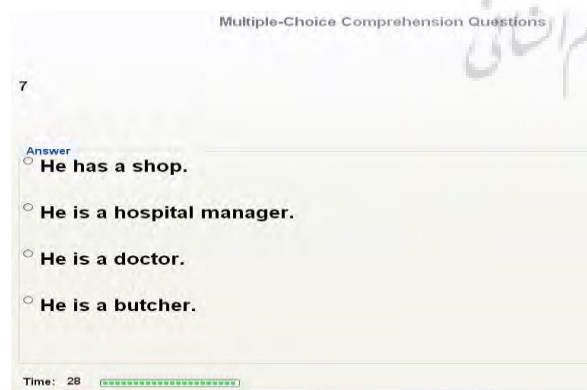 Multiple-Choice Comprehension Questions
7
Answer
He has a shop.
He is a hospital manager.
He is a doctor.
He is a butcher.
Time: 28